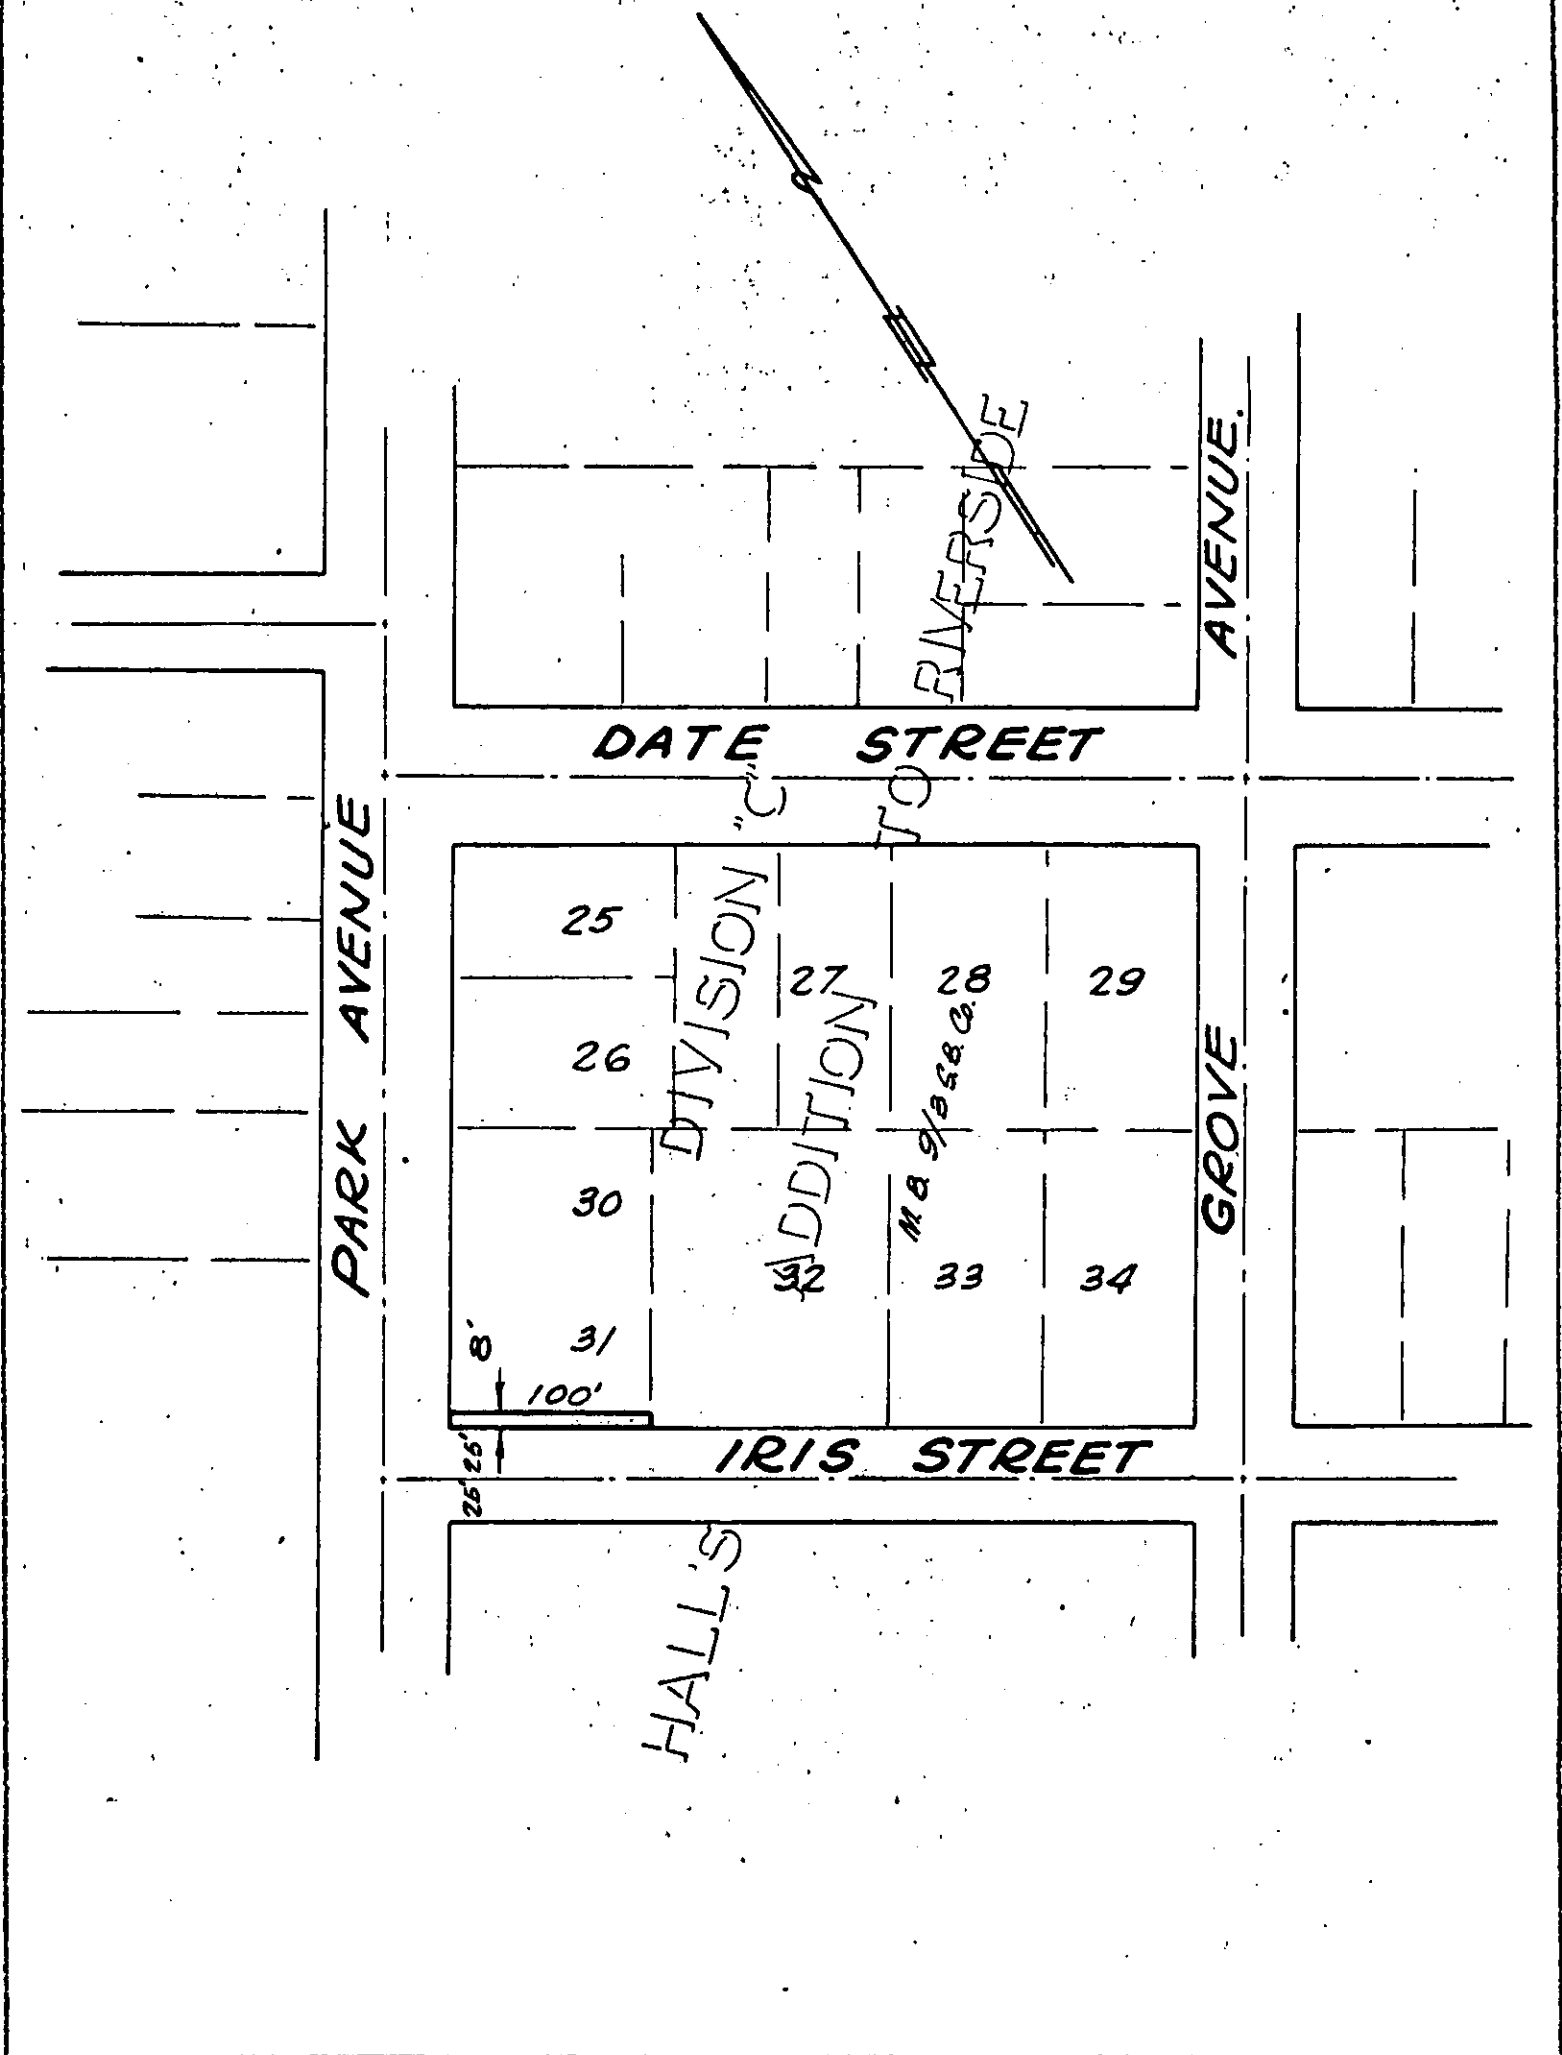 HALL'S
ADDITION TO RIVERSIDE
DIVISION "C"
M. B. 9/3 S.B. Co.
DATE STREET
PARK AVENUE
GROVE AVENUE.
IRIS STREET
25
26
27
28
29
30
31
32
33
34
8'
100'
25'
25'